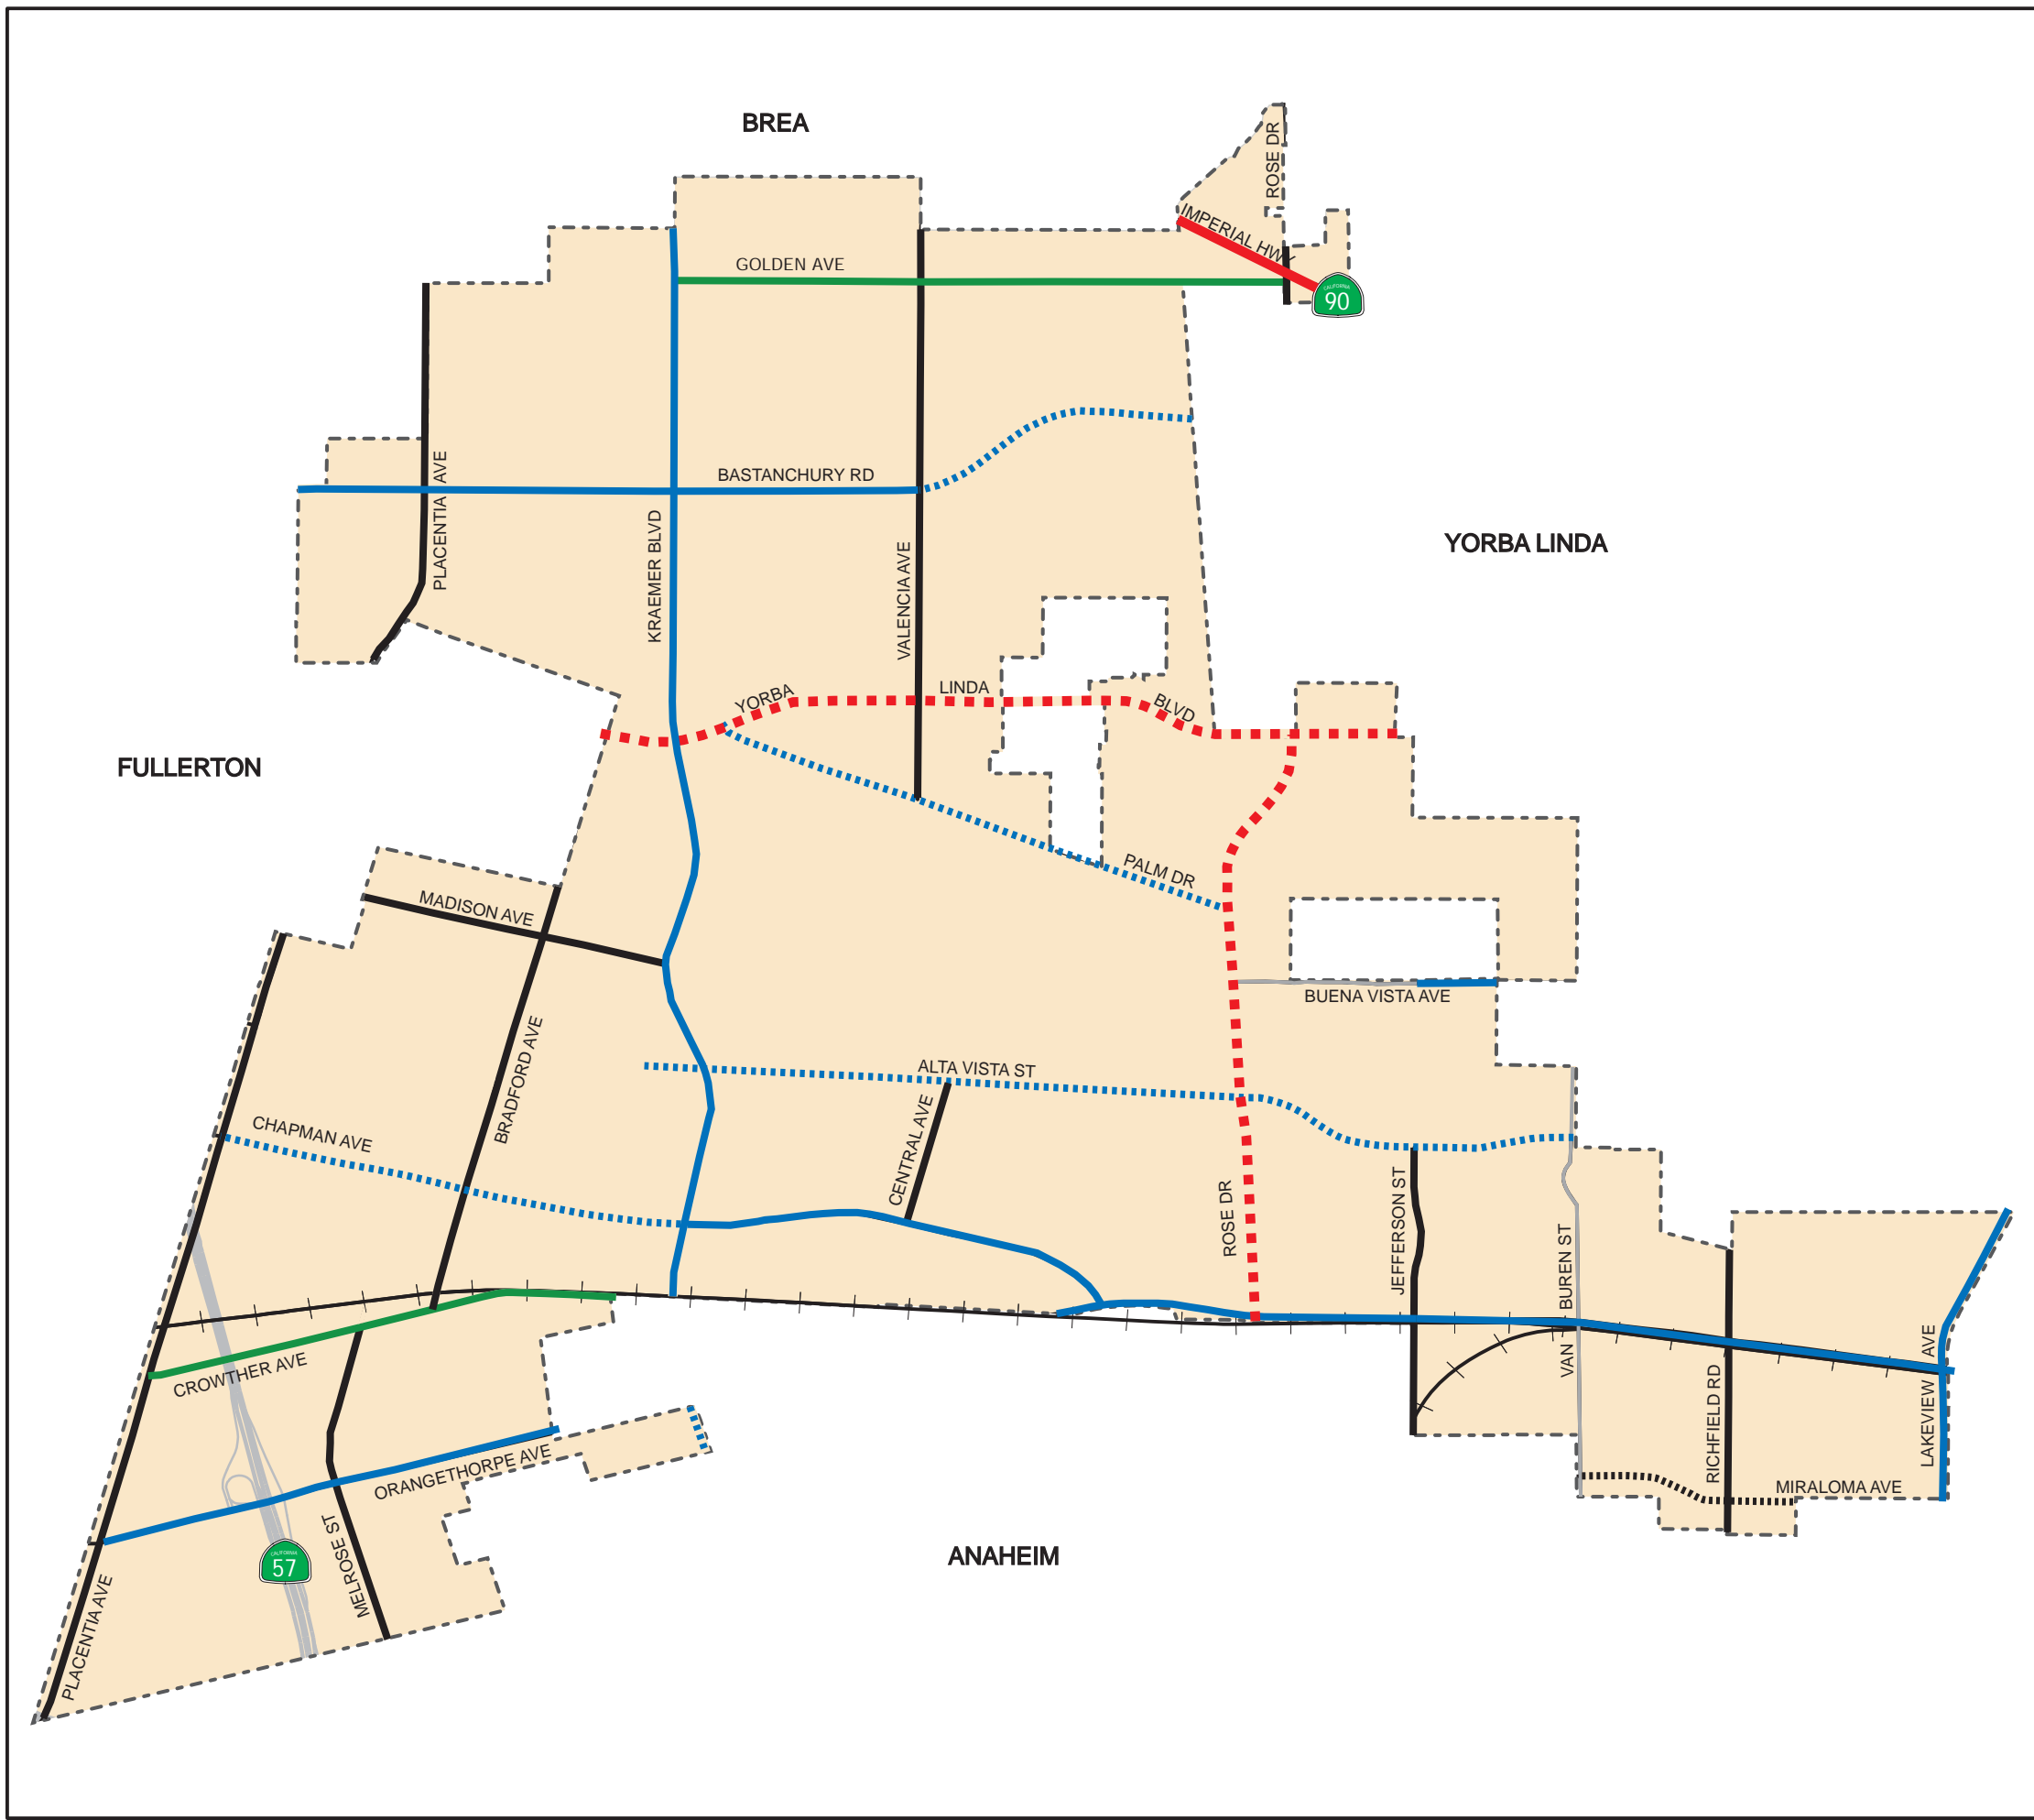 BREA
ROSE DR
IMPERIAL HWY
GOLDEN AVE
CALIFORNIA
90
PLACENTIA AVE
BASTANCHURY RD
KRAEMER BLVD
VALENCIA AVE
YORBA LINDA
YORBA LINDA BLVD
FULLERTON
PALM DR
MADISON AVE
BUENA VISTA AVE
BRADFORD AVE
ALTA VISTA ST
CENTRAL AVE
CHAPMAN AVE
ROSE DR
JEFFERSON ST
VAN BUREN ST
CROWTHER AVE
RICHFIELD RD
LAKEVIEW AVE
ORANGETHORPE AVE
MIRALOMA AVE
MELROSE ST
CALIFORNIA
57
ANAHEIM
PLACENTIA AVE